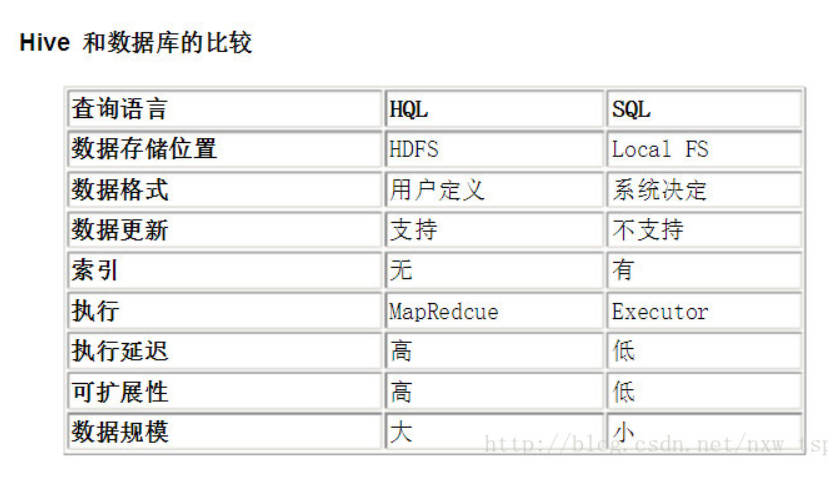 Hive 和数据库的比较
查询语言 HQL SQL
数据存储位置 HDFS Local FS
数据格式 用户定义 系统决定
数据更新 支持 不支持
索引 无 有
执行 MapRedcue Executor
执行延迟 高 低
可扩展性 高 低
数据规模 大 小
http://blog.csdn.net/nxw_tsp